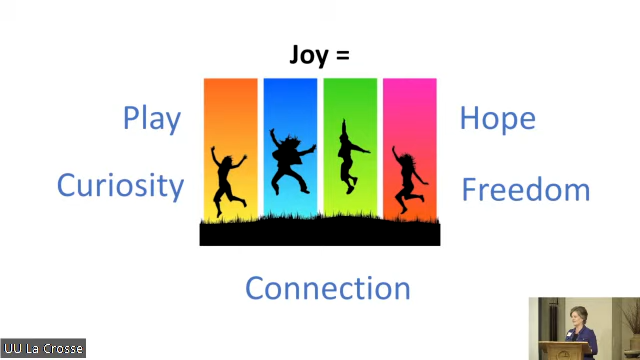 Joy =
Play
Hope
Curiosity
Freedom
Connection
UU La Crosse